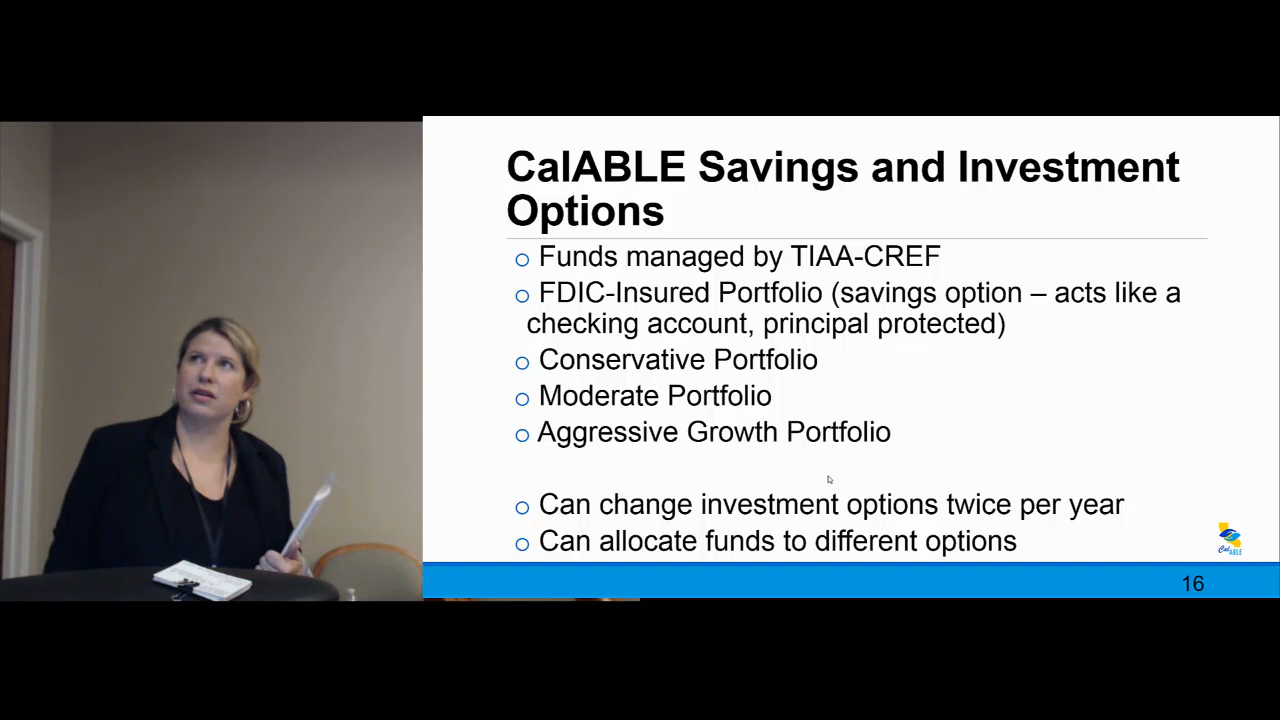 CalABLE Savings and Investment
Options
o Funds managed by TIAA-CREF
o FDIC-Insured Portfolio (savings option – acts like a
checking account, principal protected)
o Conservative Portfolio
o Moderate Portfolio
o Aggressive Growth Portfolio
o Can change investment options twice per year
o Can allocate funds to different options
CalABLE
16